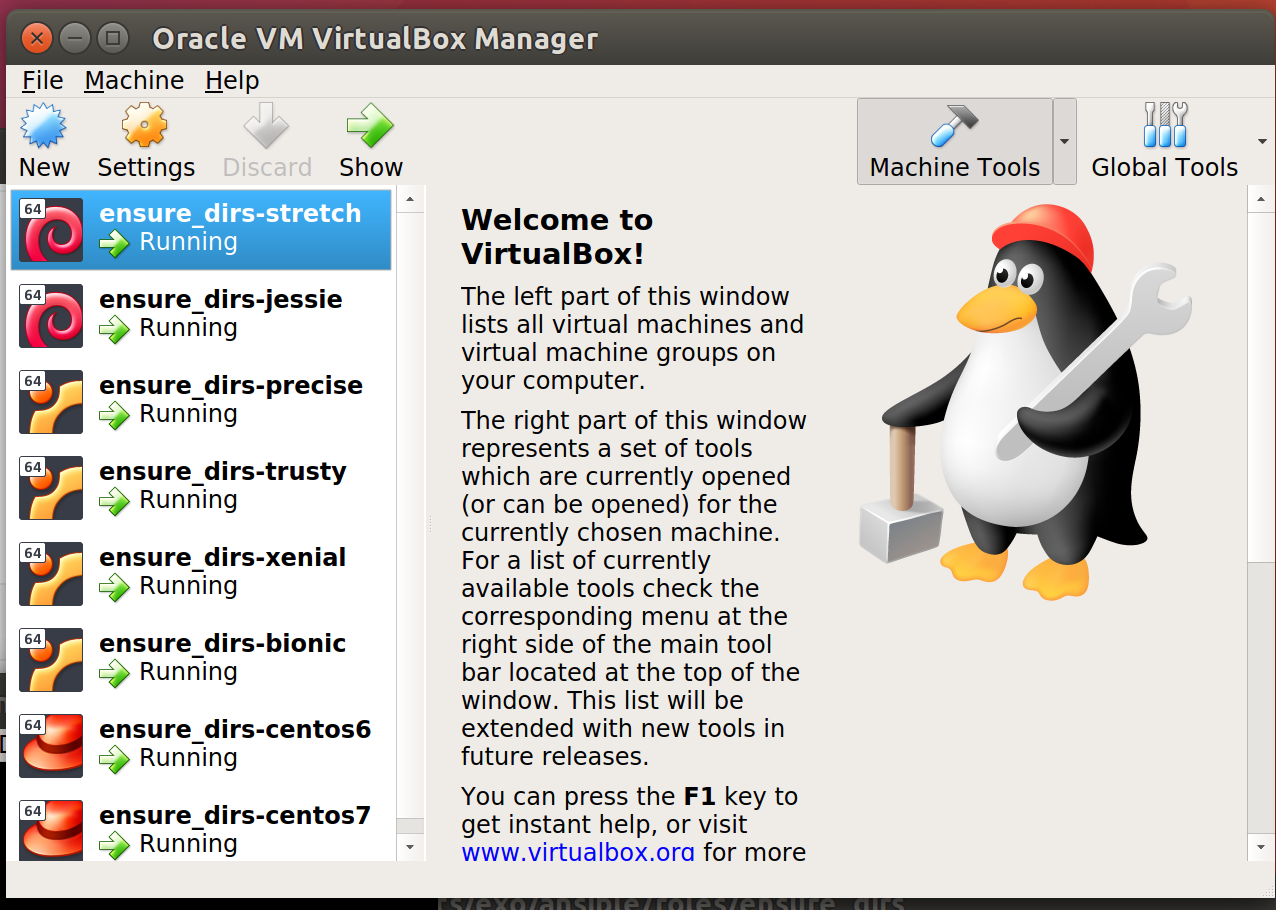 Oracle VM VirtualBox Manager
File Machine Help
New Settings Discard Show Machine Tools Global Tools
64 ensure_dirs-stretch
Running
64 ensure_dirs-jessie
Running
64 ensure_dirs-precise
Running
64 ensure_dirs-trusty
Running
64 ensure_dirs-xenial
Running
64 ensure_dirs-bionic
Running
64 ensure_dirs-centos6
Running
64 ensure_dirs-centos7
Running
Welcome to
VirtualBox!
The left part of this window
lists all virtual machines and
virtual machine groups on
your computer.
The right part of this window
represents a set of tools
which are currently opened
(or can be opened) for the
currently chosen machine.
For a list of currently
available tools check the
corresponding menu at the
right side of the main tool
bar located at the top of the
window. This list will be
extended with new tools in
future releases.
You can press the F1 key to
get instant help, or visit
www.virtualbox.org for more
rs/exo/ansible/roles/ensure_dirs